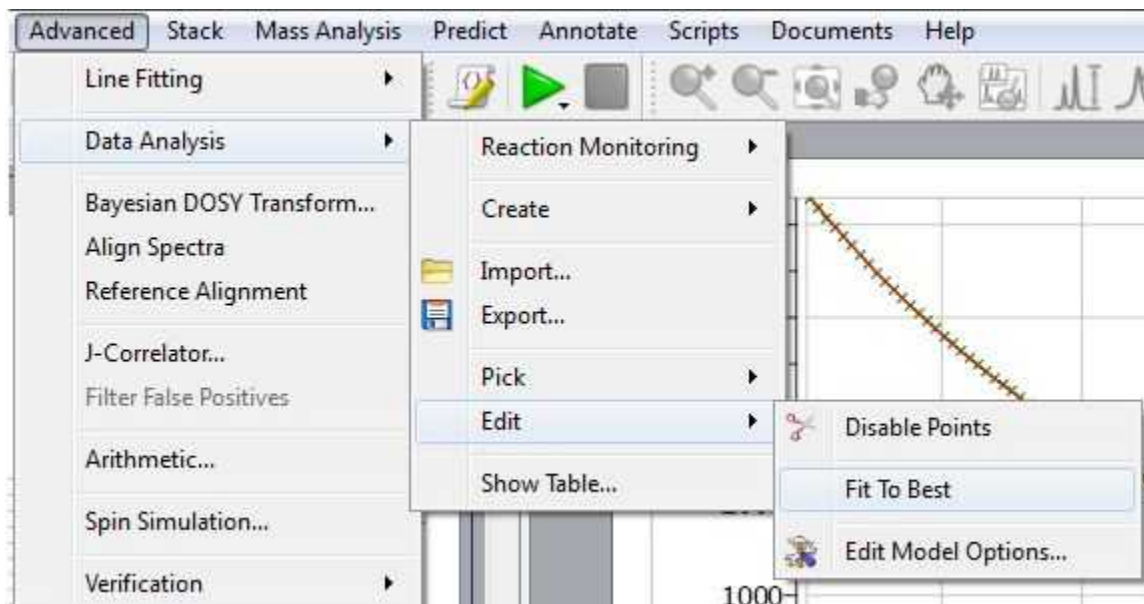 Advanced Stack Mass Analysis Predict Annotate Scripts Documents Help
Line Fitting
Data Analysis
Bayesian DOSY Transform...
Align Spectra
Reference Alignment
J-Correlator...
Filter False Positives
Arithmetic...
Spin Simulation...
Verification
Reaction Monitoring
Create
Import...
Export...
Pick
Edit
Show Table...
Disable Points
Fit To Best
Edit Model Options...
1000